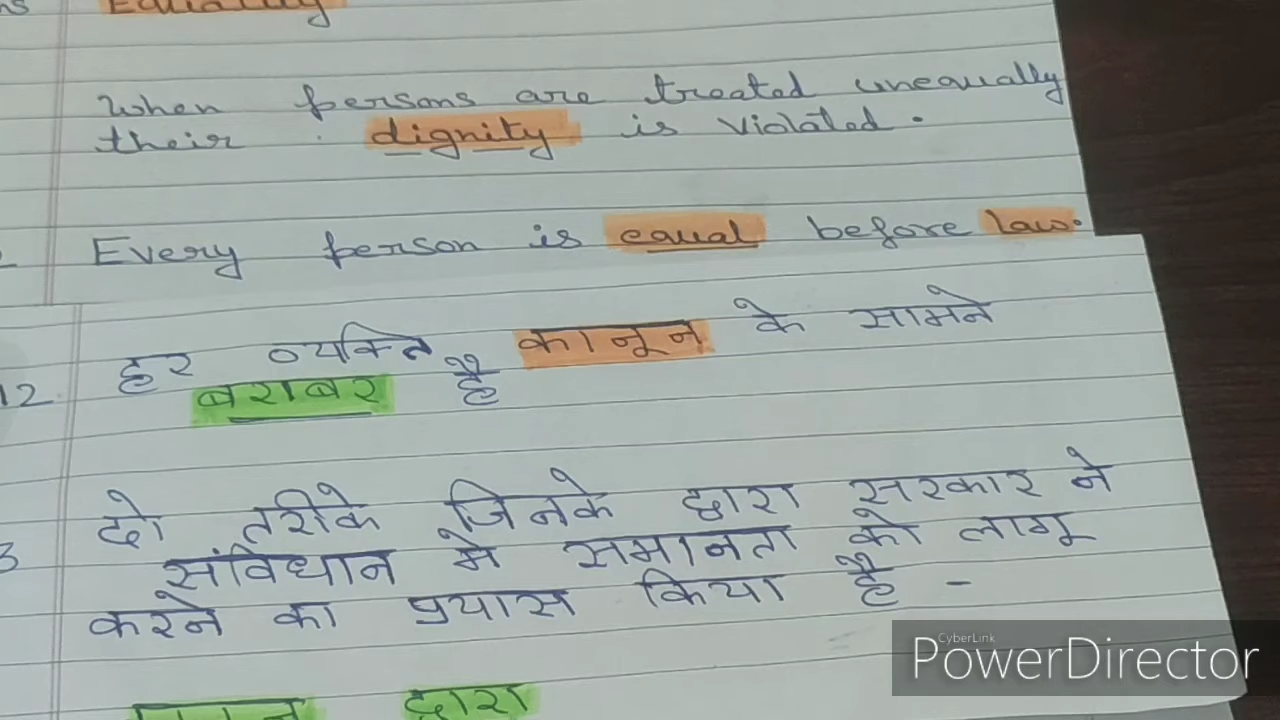 Equality
when persons are treated unequally
their dignity is violated.
Every person is equal before law.
12. हर व्यक्ति कानून के सामने
बराबर है
दो तरीके जिनके द्वारा सरकार ने
संविधान मे समानता को लागू
करने का प्रयास किया है -
द्वारा
CyberLink
PowerDirector